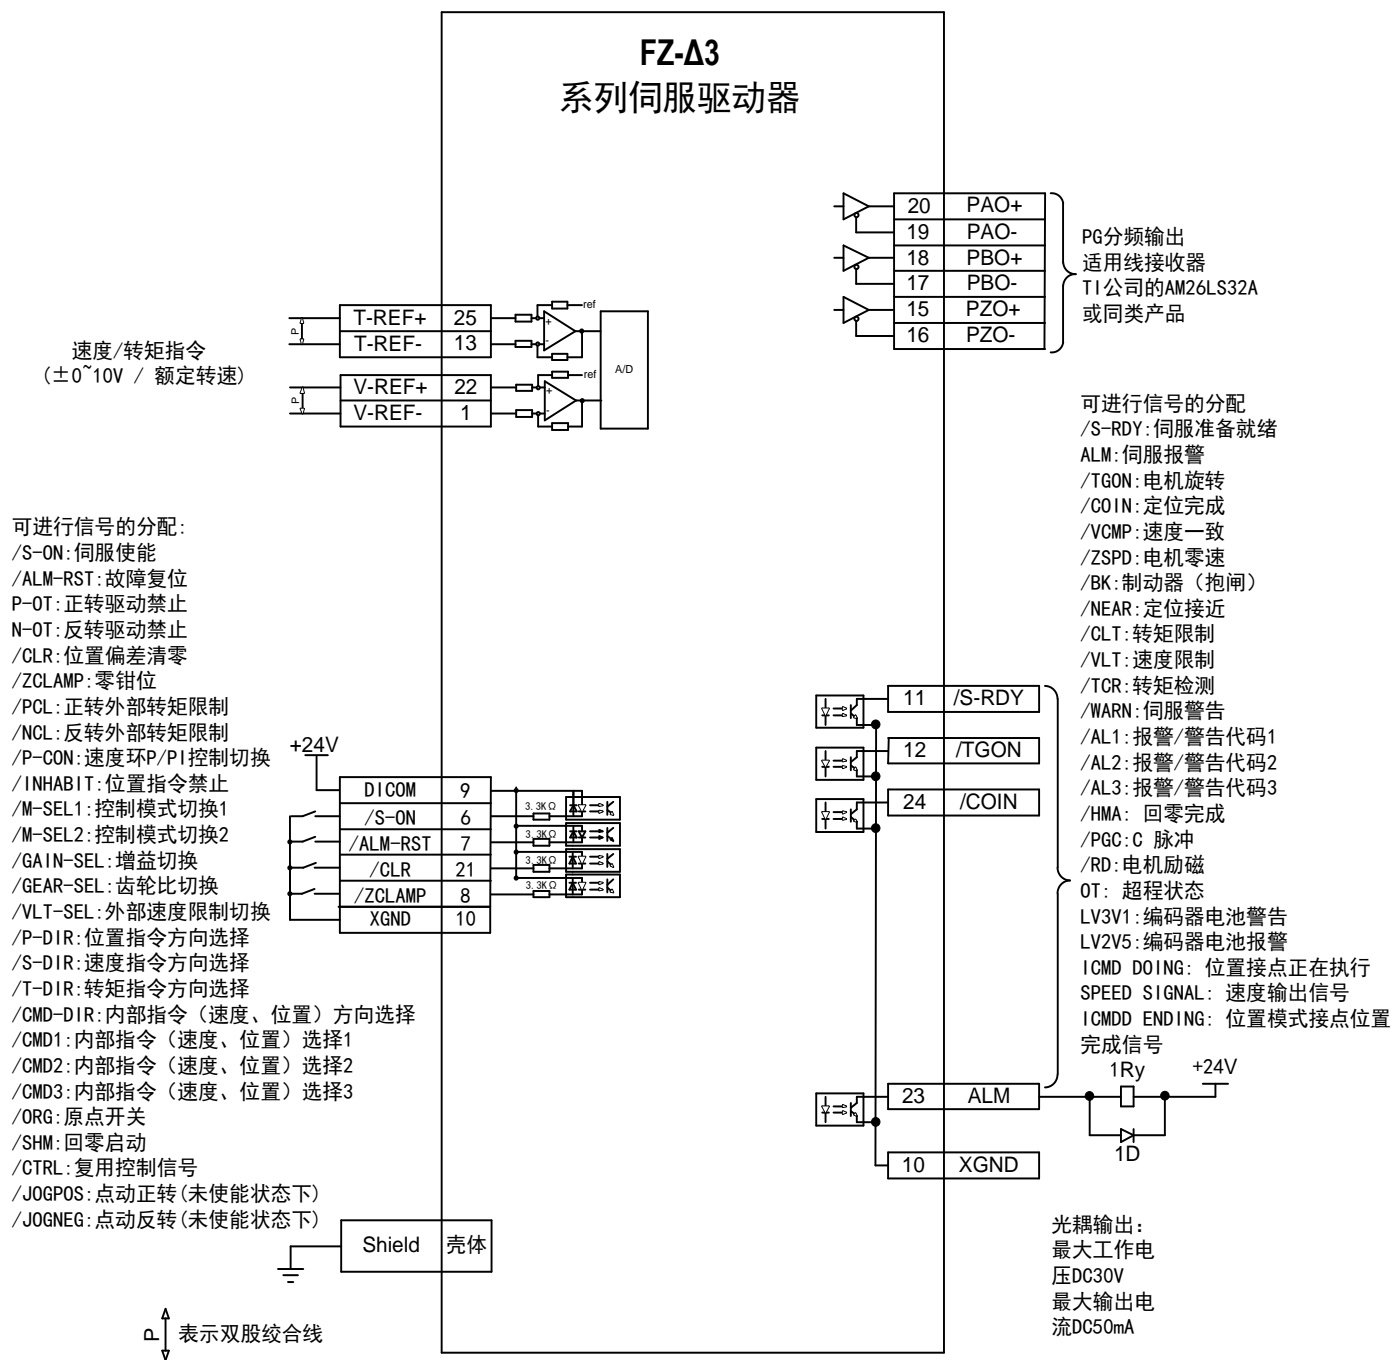 FZ-Δ3
系列伺服驱动器
20 PAO+
19 PAO-
18 PBO+
17 PBO-
15 PZO+
16 PZO-
PG分频输出
适用线接收器
TI公司的AM26LS32A
或同类产品
速度/转矩指令
(±0~10V / 额定转速)
P
T-REF+ 25
T-REF- 13
ref
P
V-REF+ 22
V-REF- 1
ref
A/D
可进行信号的分配:
/S-ON:伺服使能
/ALM-RST:故障复位
P-OT:正转驱动禁止
N-OT:反转驱动禁止
/CLR:位置偏差清零
/ZCLAMP:零钳位
/PCL:正转外部转矩限制
/NCL:反转外部转矩限制
/P-CON:速度环P/PI控制切换
/INHABIT:位置指令禁止
/M-SEL1:控制模式切换1
/M-SEL2:控制模式切换2
/GAIN-SEL:增益切换
/GEAR-SEL:齿轮比切换
/VLT-SEL:外部速度限制切换
/P-DIR:位置指令方向选择
/S-DIR:速度指令方向选择
/T-DIR:转矩指令方向选择
/CMD-DIR:内部指令（速度、位置）方向选择
/CMD1:内部指令（速度、位置）选择1
/CMD2:内部指令（速度、位置）选择2
/CMD3:内部指令（速度、位置）选择3
/ORG:原点开关
/SHM:回零启动
/CTRL:复用控制信号
/JOGPOS:点动正转(未使能状态下)
/JOGNEG:点动反转(未使能状态下)
+24V
DICOM 9
/S-ON 6
3.3KΩ
/ALM-RST 7
3.3KΩ
/CLR 21
3.3KΩ
/ZCLAMP 8
3.3KΩ
XGND 10
可进行信号的分配
/S-RDY:伺服准备就绪
ALM:伺服报警
/TGON:电机旋转
/COIN:定位完成
/VCMP:速度一致
/ZSPD:电机零速
/BK:制动器（抱闸）
/NEAR:定位接近
/CLT:转矩限制
/VLT:速度限制
/TCR:转矩检测
/WARN:伺服警告
/AL1:报警/警告代码1
/AL2:报警/警告代码2
/AL3:报警/警告代码3
/HMA: 回零完成
/PGC:C 脉冲
/RD:电机励磁
OT: 超程状态
LV3V1:编码器电池警告
LV2V5:编码器电池报警
ICMD DOING: 位置接点正在执行
SPEED SIGNAL: 速度输出信号
ICMDD ENDING: 位置模式接点位置
完成信号
11 /S-RDY
12 /TGON
24 /COIN
23 ALM
10 XGND
1Ry
+24V
1D
Shield 壳体
光耦输出：
最大工作电
压DC30V
最大输出电
流DC50mA
P 表示双股绞合线